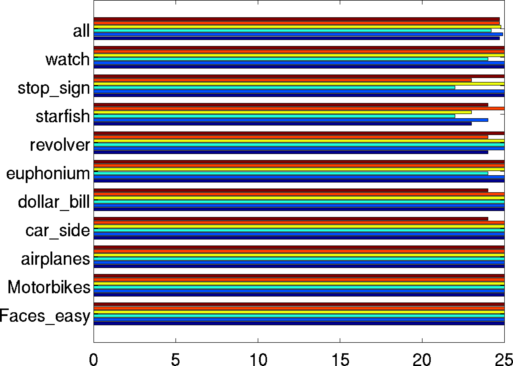 all
watch
stop_sign
starfish
revolver
euphonium
dollar_bill
car_side
airplanes
Motorbikes
Faces_easy
0 5 10 15 20 25